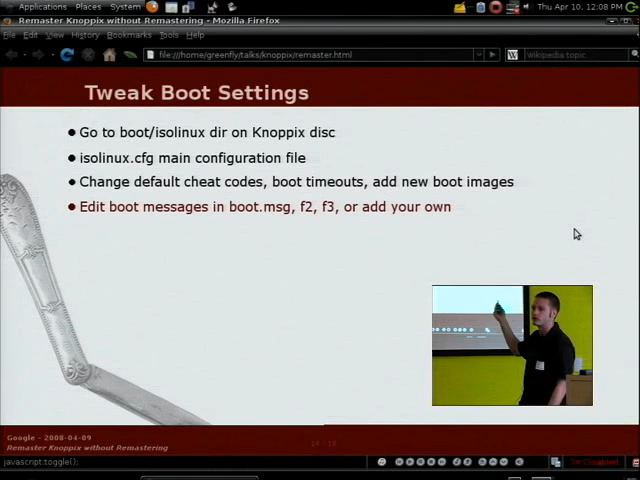 Applications Places System
Thu Apr 10, 12:08 PM
Remaster Knoppix without Remastering - Mozilla Firefox
File Edit View History Bookmarks Tools Help
file:///home/greenfly/talks/knoppix/remaster.html
Wikipedia topic
Tweak Boot Settings
Go to boot/isolinux dir on Knoppix disc
isolinux.cfg main configuration file
Change default cheat codes, boot timeouts, add new boot images
Edit boot messages in boot.msg, f2, f3, or add your own
Google - 2008-04-09
Remaster Knoppix without Remastering
javascript:toggle();
Tor Disabled